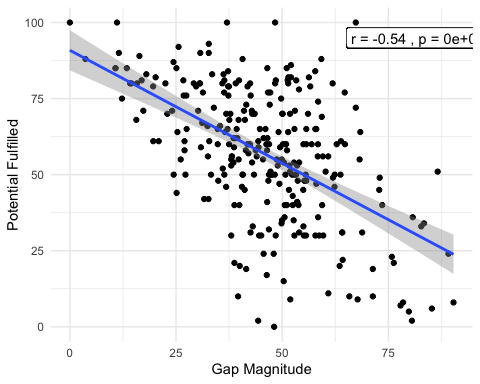 100
75
50
25
0
Potential Fulfilled
r = -0.54 , p = 0e+0
0 25 50 75
Gap Magnitude